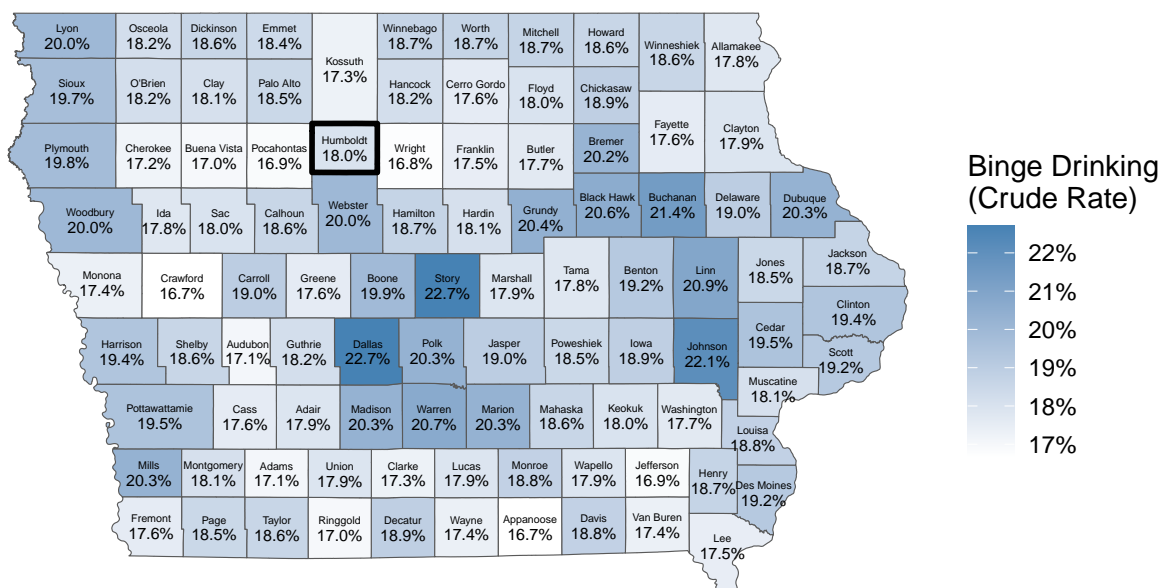 Lyon
20.0%
Osceola
18.2%
Dickinson
18.6%
Emmet
18.4%
Kossuth
17.3%
Winnebago
18.7%
Worth
18.7%
Mitchell
18.7%
Howard
18.6%
Winneshiek
18.6%
Allamakee
17.8%
Sioux
19.7%
O'Brien
18.2%
Clay
18.1%
Palo Alto
18.5%
Hancock
18.2%
Cerro Gordo
17.6%
Floyd
18.0%
Chickasaw
18.9%
Plymouth
19.8%
Cherokee
17.2%
Buena Vista
17.0%
Pocahontas
16.9%
Humboldt
18.0%
Wright
16.8%
Franklin
17.5%
Butler
17.7%
Bremer
20.2%
Fayette
17.6%
Clayton
17.9%
Woodbury
20.0%
Ida
17.8%
Sac
18.0%
Calhoun
18.6%
Webster
20.0%
Hamilton
18.7%
Hardin
18.1%
Grundy
20.4%
Black Hawk
20.6%
Buchanan
21.4%
Delaware
19.0%
Dubuque
20.3%
Monona
17.4%
Crawford
16.7%
Carroll
19.0%
Greene
17.6%
Boone
19.9%
Story
22.7%
Marshall
17.9%
Tama
17.8%
Benton
19.2%
Linn
20.9%
Jones
18.5%
Jackson
18.7%
Clinton
19.4%
Harrison
19.4%
Shelby
18.6%
Audubon
17.1%
Guthrie
18.2%
Dallas
22.7%
Polk
20.3%
Jasper
19.0%
Poweshiek
18.5%
Iowa
18.9%
Johnson
22.1%
Cedar
19.5%
Scott
19.2%
Muscatine
18.1%
Pottawattamie
19.5%
Cass
17.6%
Adair
17.9%
Madison
20.3%
Warren
20.7%
Marion
20.3%
Mahaska
18.6%
Keokuk
18.0%
Washington
17.7%
Louisa
18.8%
Mills
20.3%
Montgomery
18.1%
Adams
17.1%
Union
17.9%
Clarke
17.3%
Lucas
17.9%
Monroe
18.8%
Wapello
17.9%
Jefferson
16.9%
Henry
18.7%
Des Moines
19.2%
Fremont
17.6%
Page
18.5%
Taylor
18.6%
Ringgold
17.0%
Decatur
18.9%
Wayne
17.4%
Appanoose
16.7%
Davis
18.8%
Van Buren
17.4%
Lee
17.5%
Binge Drinking
(Crude Rate)
22%
21%
20%
19%
18%
17%